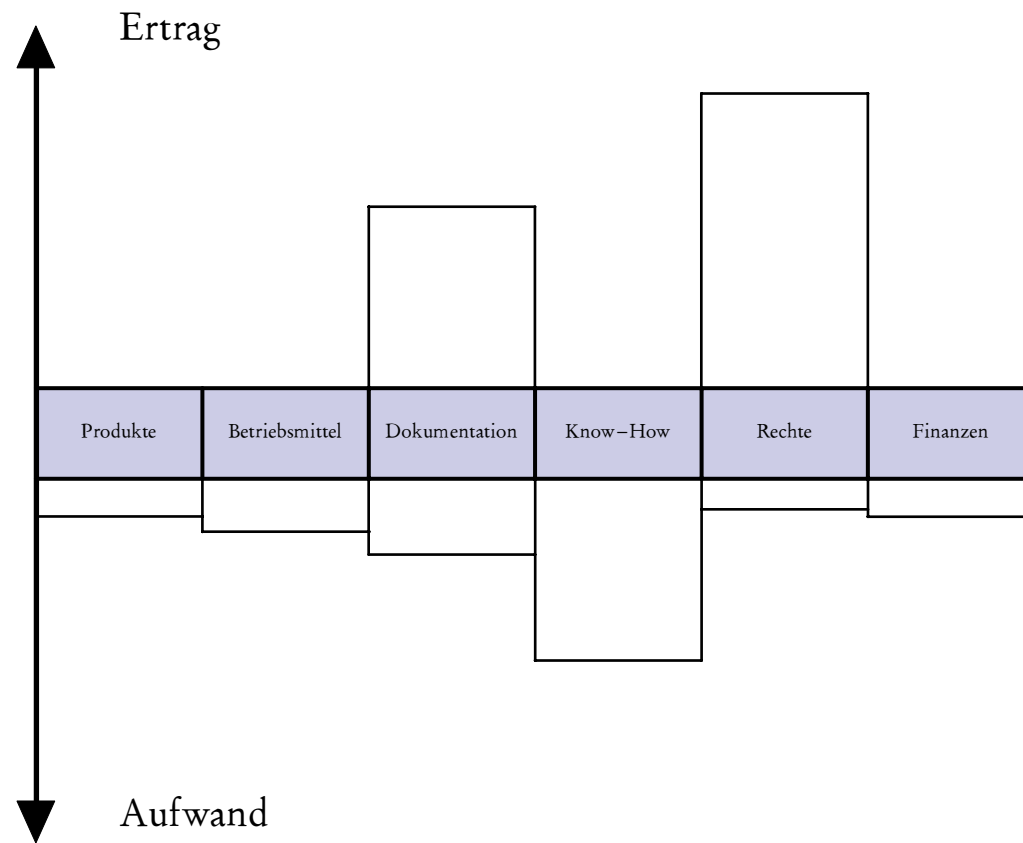 Ertrag
Produkte Betriebsmittel Dokumentation Know–How Rechte Finanzen
Aufwand